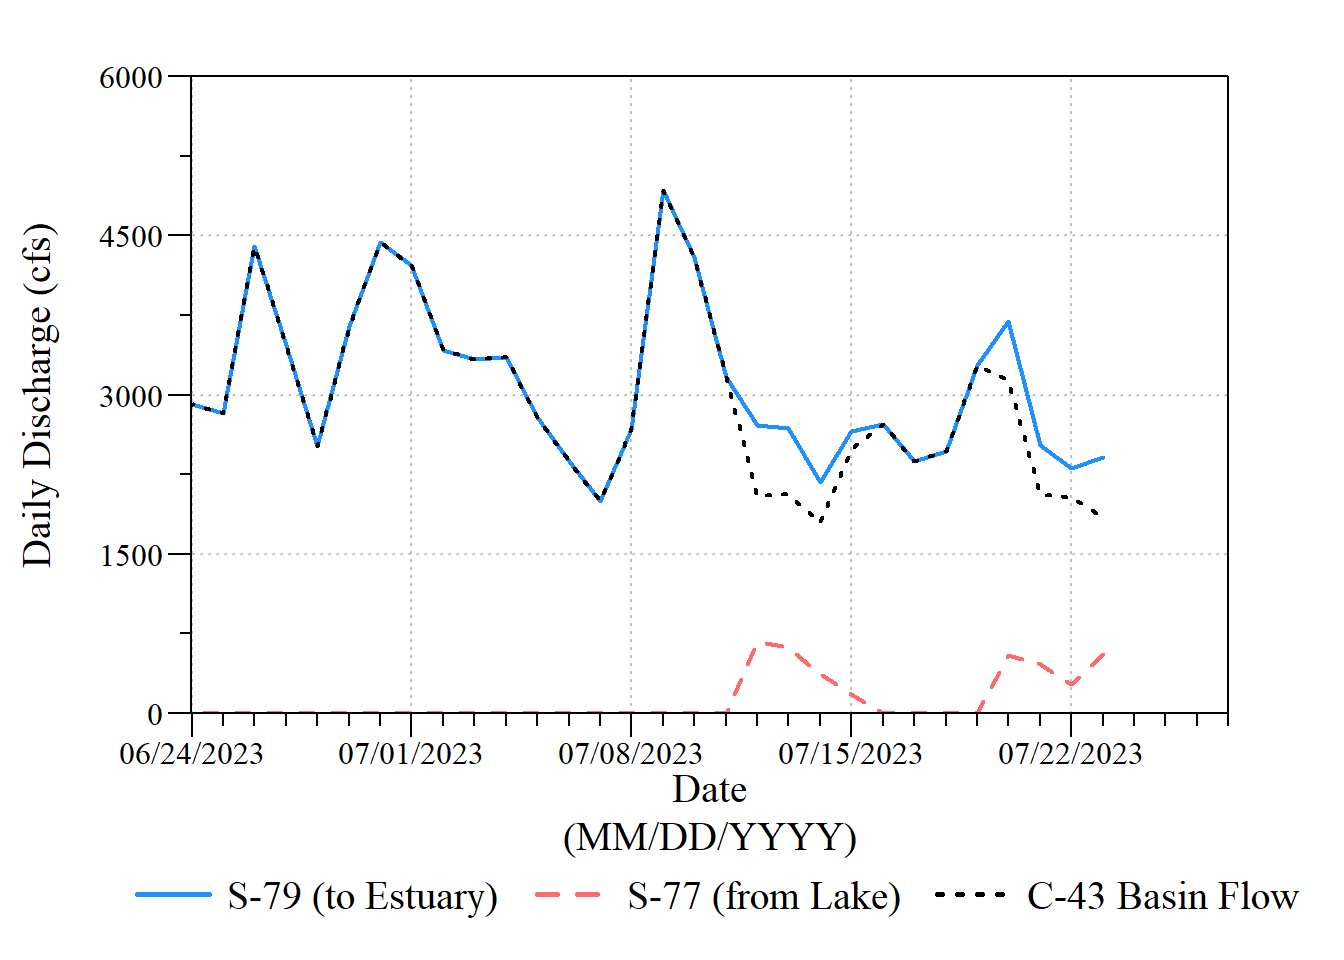 6000
4500
3000
1500
0
Daily Discharge (cfs)
06/24/2023 07/01/2023 07/08/2023 07/15/2023 07/22/2023
Date
(MM/DD/YYYY)
S-79 (to Estuary) S-77 (from Lake) C-43 Basin Flow